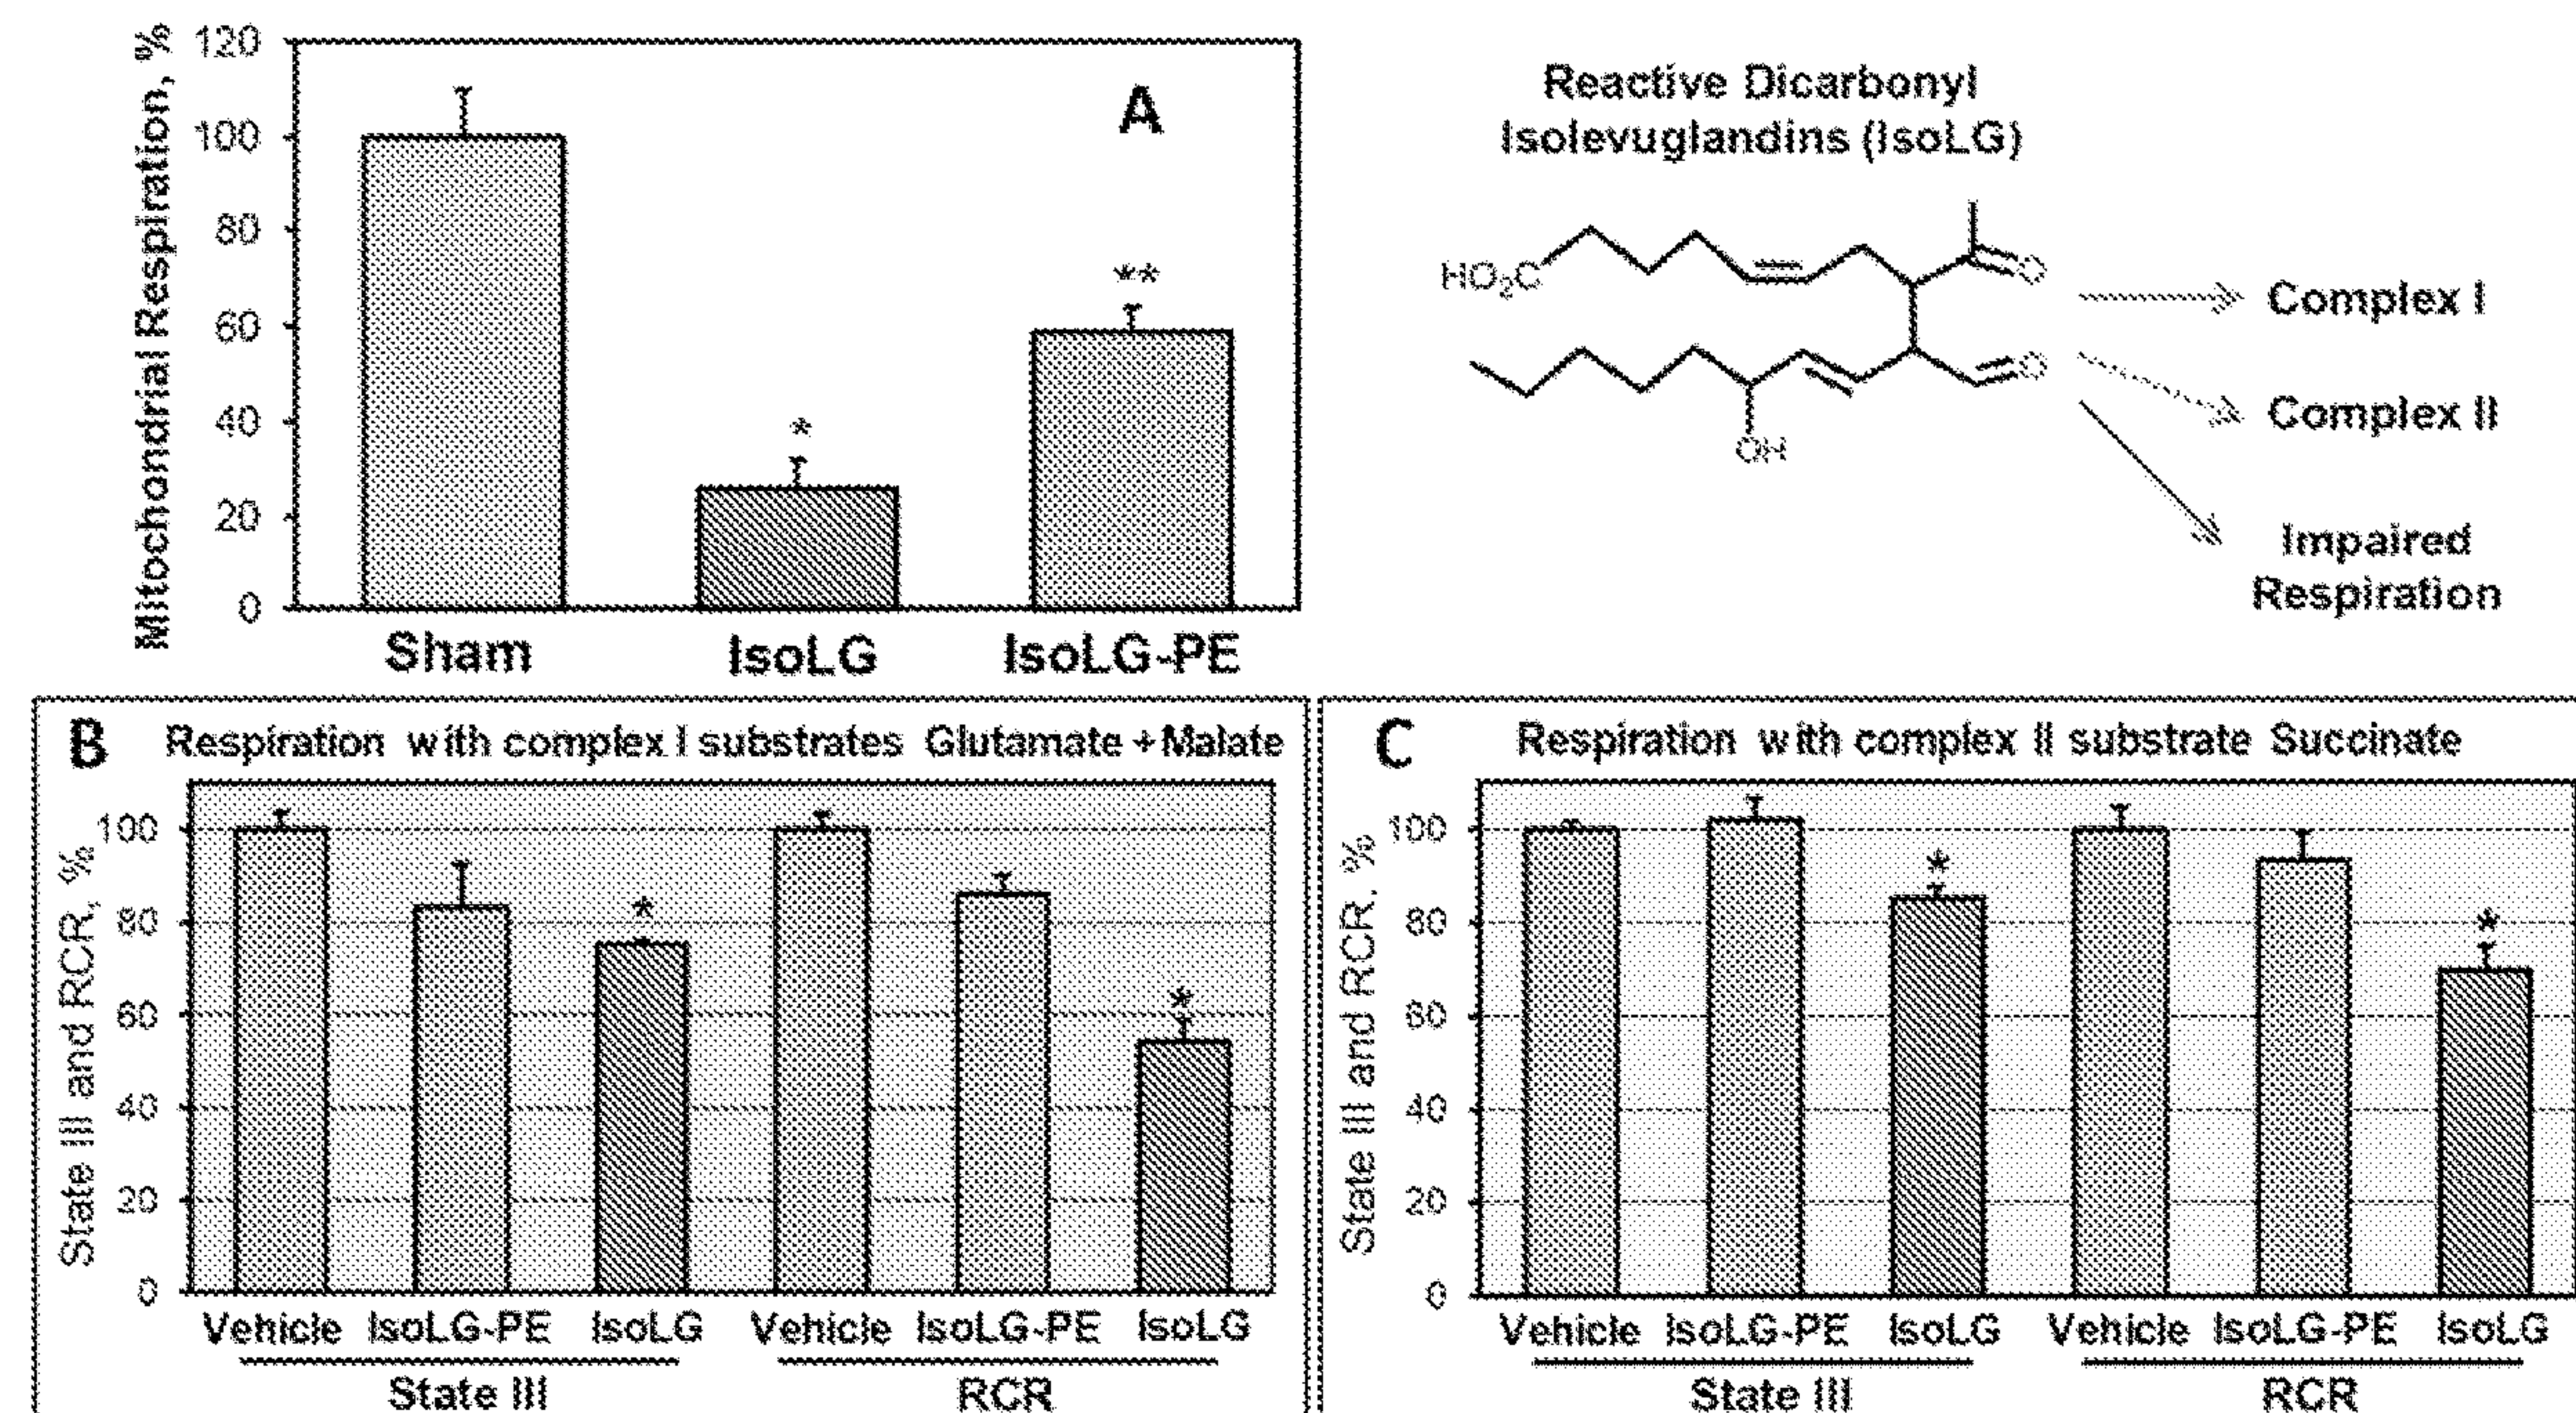 Mitochondrial Respiration, %
120
100
80
60
40
20
0
A
*
**
Sham IsoLG IsoLG-PE
Reactive Dicarbonyl
Isolevuglandins (IsoLG)
HO2C
O
O
OH
Complex I
Complex II
Impaired
Respiration
B Respiration with complex I substrates Glutamate + Malate
State III and RCR, %
100
80
60
40
20
0
*
*
Vehicle IsoLG-PE IsoLG Vehicle IsoLG-PE IsoLG
State III RCR
C Respiration with complex II substrate Succinate
State III and RCR. %
100
80
60
40
20
0
*
*
Vehicle IsoLG-PE IsoLG Vehicle IsoLG-PE IsoLG
State III RCR